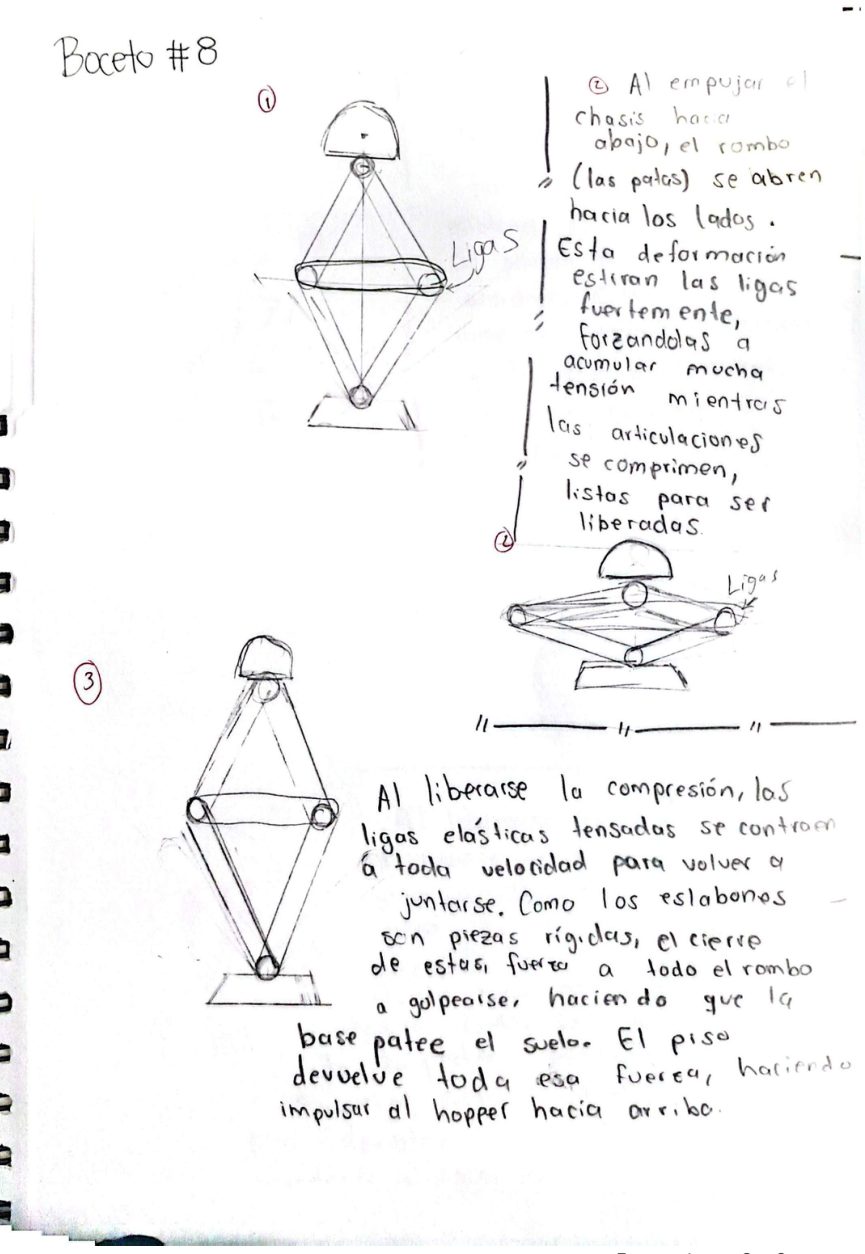 Boceto #8
①
② Al empujar el
chasis hacia
abajo, el rombo
(las patas) se abren
hacia los lados.
Esta deformación
estiran las ligas
fuertemente,
forzandolas a
acumular mucha
tensión mientras
las articulaciones
se comprimen,
listas para ser
liberadas.
Ligas
②
Ligas
③
Al liberarse la compresión, las
ligas elásticas tensadas se contraen
a toda velocidad para volver a
juntarse. Como los eslabones
son piezas rígidas, el cierre
de estas, fuerza a todo el rombo
a golpearse, haciendo que la
base patee el suelo. El piso
devuelve toda esa fuerza, haciendo
impulsar al hopper hacia arriba.